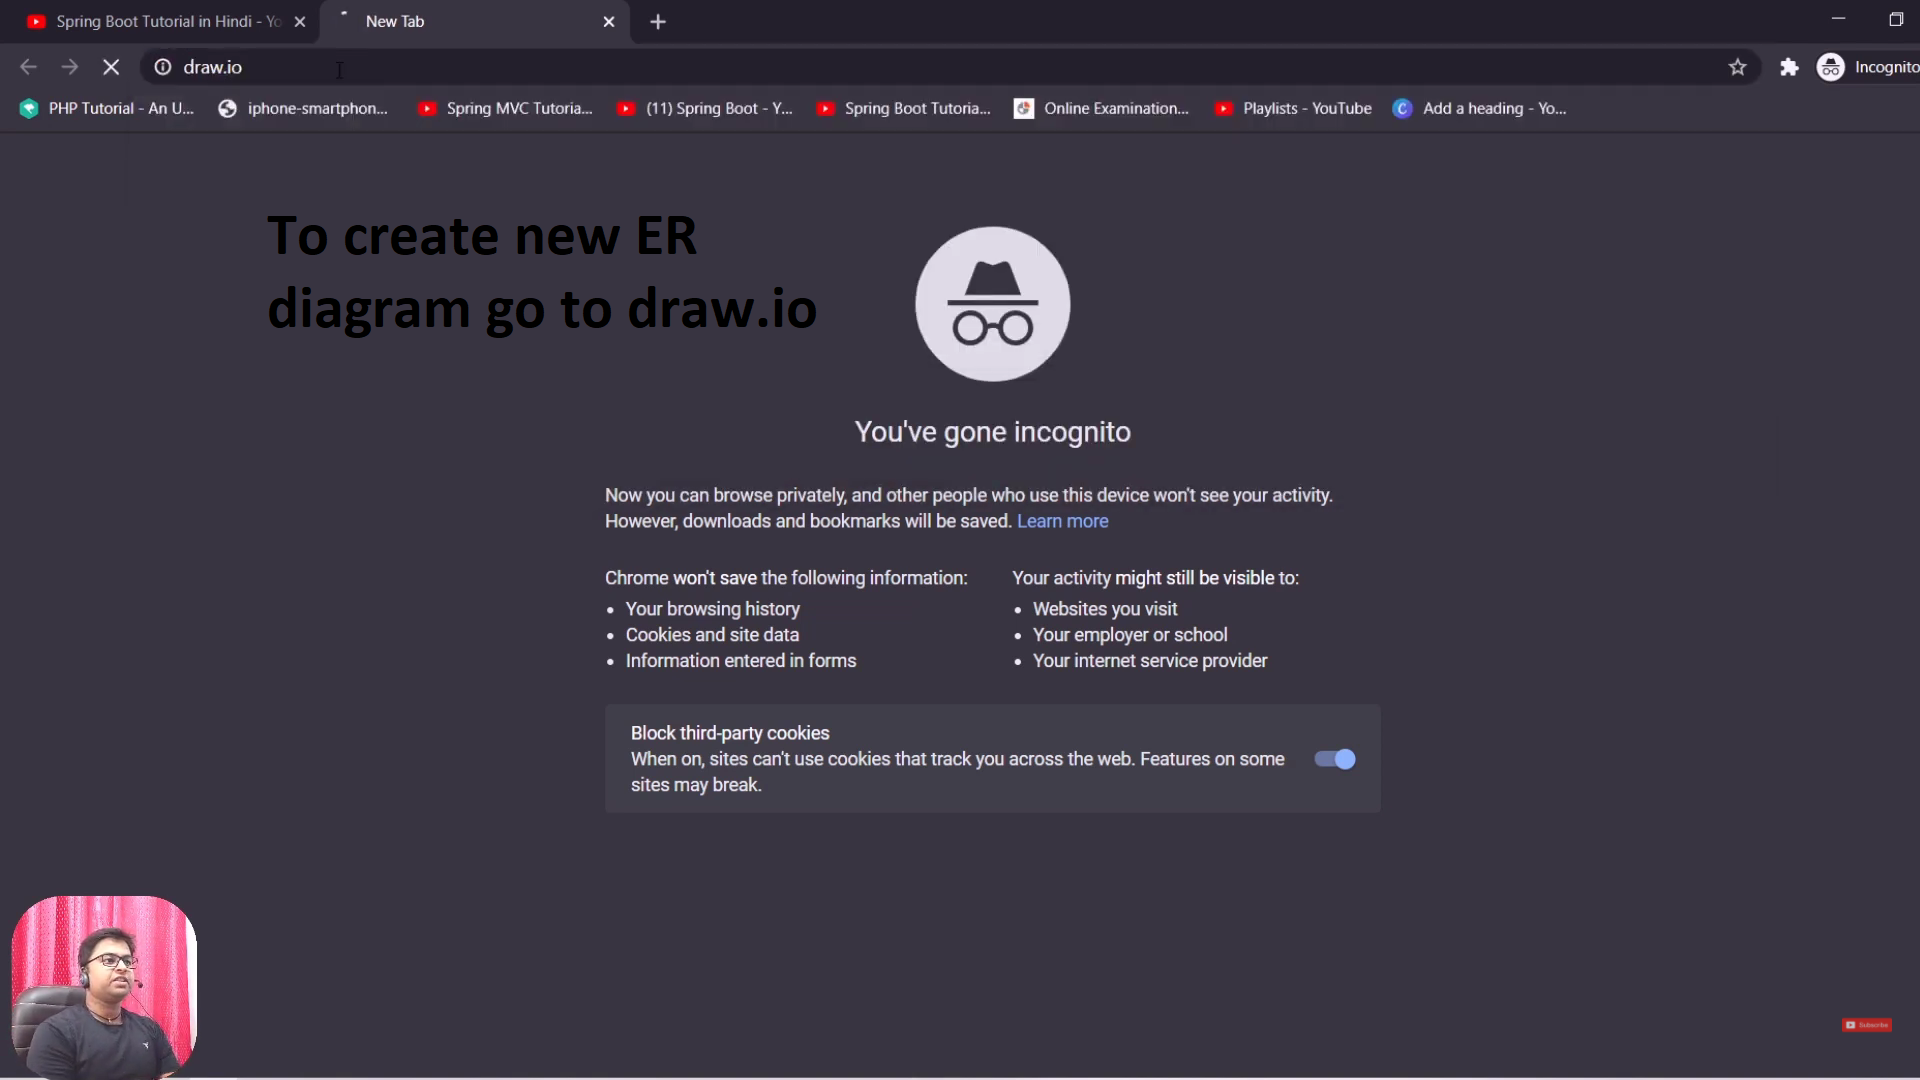 Spring Boot Tutorial in Hindi - Yo
New Tab
draw.io
Incognito
PHP Tutorial - An U...
iphone-smartphon...
Spring MVC Tutoria...
(11) Spring Boot - Y...
Spring Boot Tutoria...
Online Examination...
Playlists - YouTube
C
Add a heading - Yo...
To create new ER
diagram go to draw.io
You've gone incognito
Now you can browse privately, and other people who use this device won't see your activity.
However, downloads and bookmarks will be saved. Learn more
Chrome won't save the following information:
• Your browsing history
• Cookies and site data
• Information entered in forms
Your activity might still be visible to:
• Websites you visit
• Your employer or school
• Your internet service provider
Block third-party cookies
When on, sites can't use cookies that track you across the web. Features on some
sites may break.
Subscribe